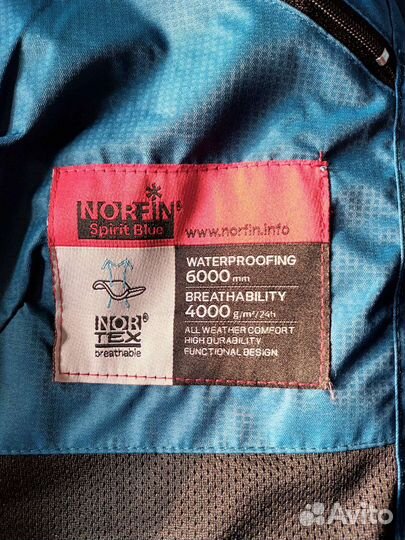 NORFIN®
Spirit Blue
www.norfin.info
WATERPROOFING
6000 mm
BREATHABILITY
4000 g/m²/24h
ALL WEATHER COMFORT
HIGH DURABILITY
FUNCTIONAL DESIGN
NOR®
TEX
breathable
Avito